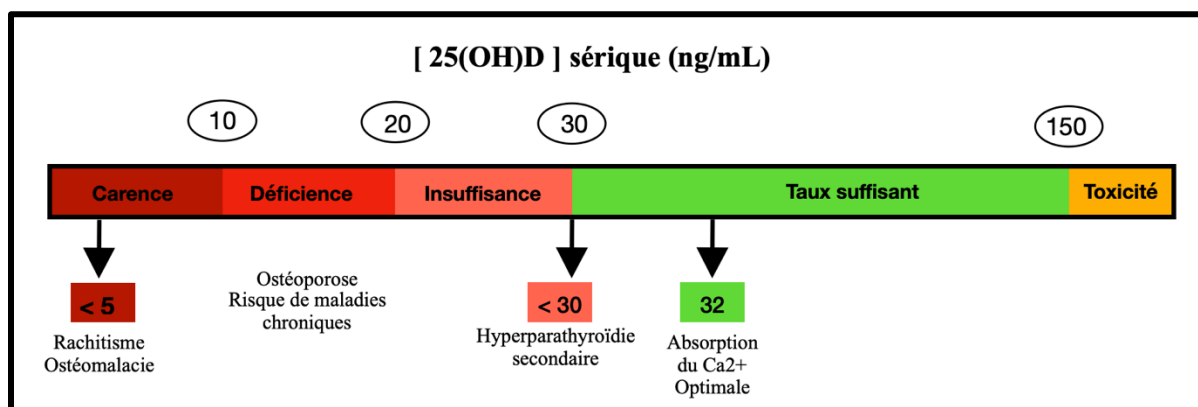 [ 25(OH)D ] sérique (ng/mL)
10 20 30 150
Carence Déficience Insuffisance Taux suffisant Toxicité
< 5
Rachitisme
Ostéomalacie
Ostéoporose
Risque de maladies
chroniques
< 30
Hyperparathyroïdie
secondaire
32
Absorption
du Ca2+
Optimale